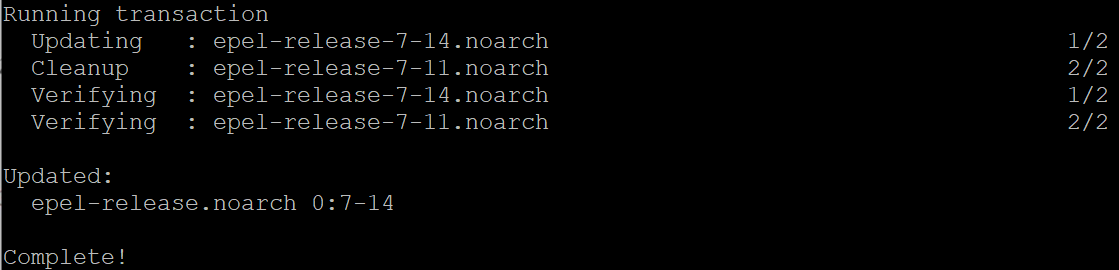 Running transaction
  Updating   : epel-release-7-14.noarch                                     1/2
  Cleanup    : epel-release-7-11.noarch                                     2/2
  Verifying  : epel-release-7-14.noarch                                     1/2
  Verifying  : epel-release-7-11.noarch                                     2/2

Updated:
  epel-release.noarch 0:7-14

Complete!